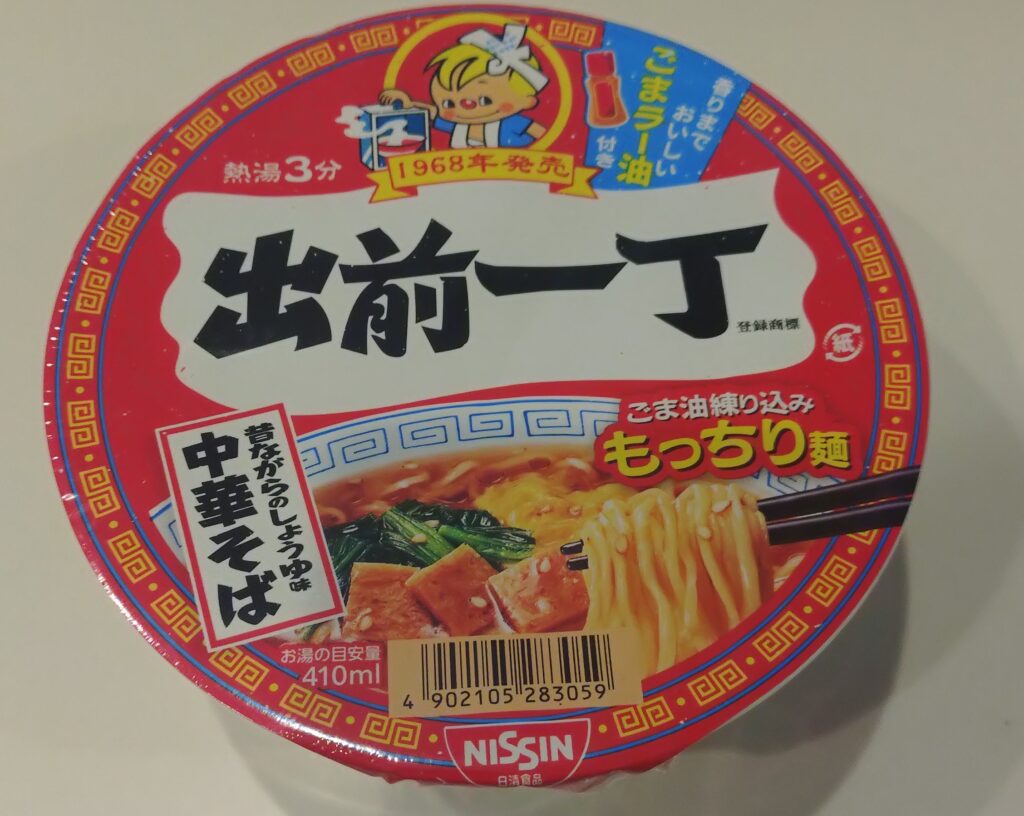 香りまで
おいしい
ごまラー油
付き
1968年発売
熱湯3分
出前一丁
登録商標
紙
ごま油練り込み
もっちり麺
昔ながらのしょうゆ味
中華そば
お湯の目安量
410ml
4 902105 283059
NISSIN
日清食品